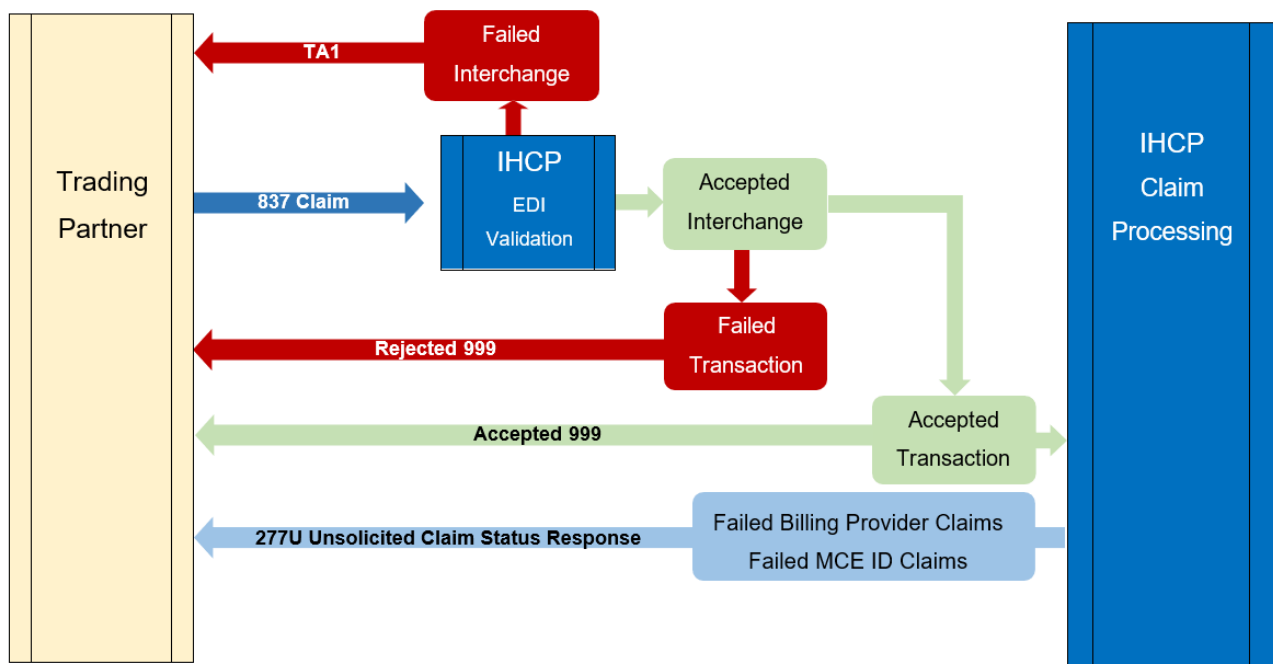 Failed
Interchange
TA1
Trading
Partner
837 Claim
IHCP
EDI
Validation
Accepted
Interchange
IHCP
Claim
Processing
Failed
Transaction
Rejected 999
Accepted
Transaction
Accepted 999
Failed Billing Provider Claims
Failed MCE ID Claims
277U Unsolicited Claim Status Response